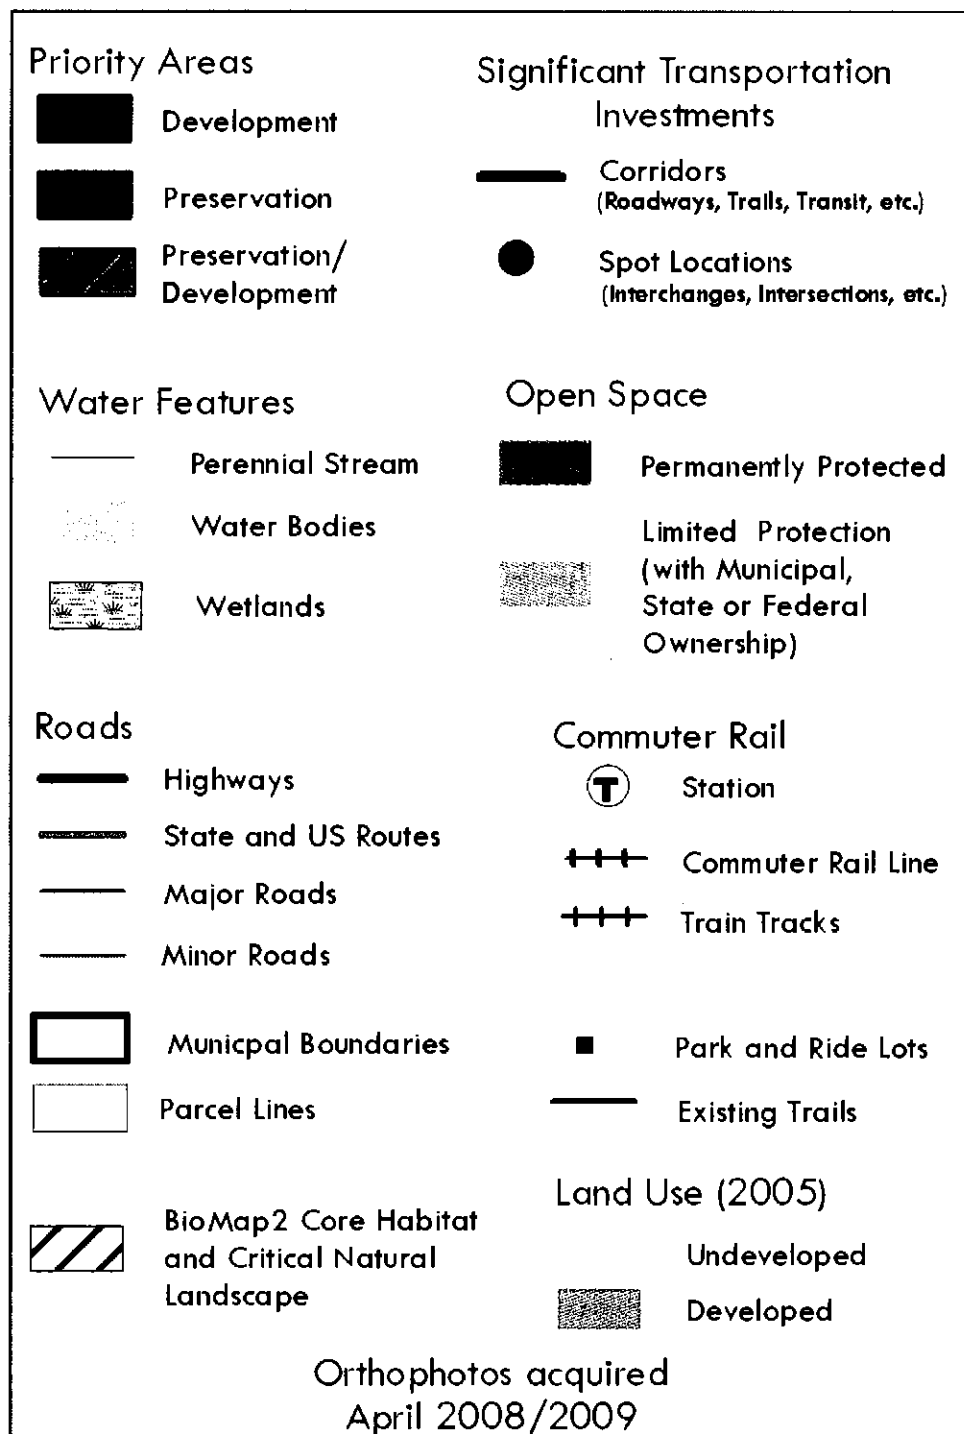 Priority Areas
Development
Preservation
Preservation/
Development
Significant Transportation
Investments
Corridors
(Roadways, Trails, Transit, etc.)
Spot Locations
(Interchanges, Intersections, etc.)
Water Features
Perennial Stream
Water Bodies
Wetlands
Open Space
Permanently Protected
Limited Protection
(with Municipal,
State or Federal
Ownership)
Roads
Highways
State and US Routes
Major Roads
Minor Roads
Municpal Boundaries
Parcel Lines
BioMap2 Core Habitat
and Critical Natural
Landscape
Commuter Rail
T Station
Commuter Rail Line
Train Tracks
Park and Ride Lots
Existing Trails
Land Use (2005)
Undeveloped
Developed
Orthophotos acquired
April 2008/2009